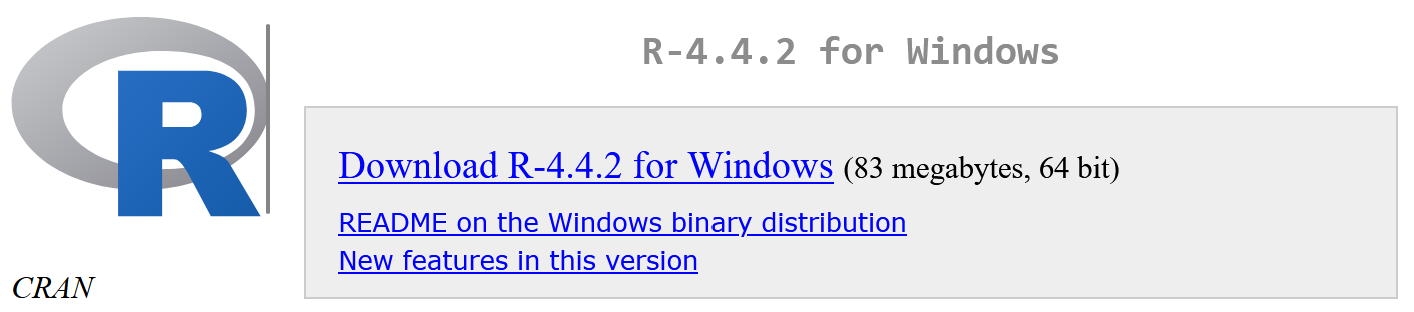 R
R-4.4.2 for Windows
Download R-4.4.2 for Windows (83 megabytes, 64 bit)
README on the Windows binary distribution
New features in this version
CRAN